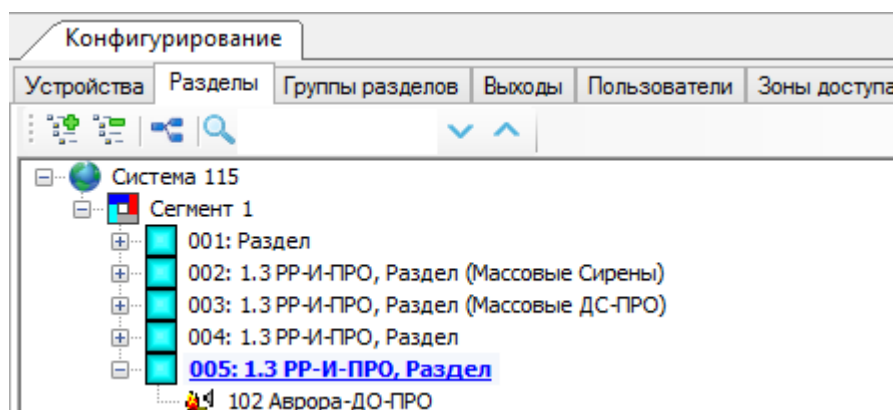 Конфигурирование
Устройства Разделы Группы разделов Выходы Пользователи Зоны доступа
Система 115
Сегмент 1
001: Раздел
002: 1.3 РР-И-ПРО, Раздел (Массовые Сирены)
003: 1.3 РР-И-ПРО, Раздел (Массовые ДС-ПРО)
004: 1.3 РР-И-ПРО, Раздел
005: 1.3 РР-И-ПРО, Раздел
102 Аврора-ДО-ПРО